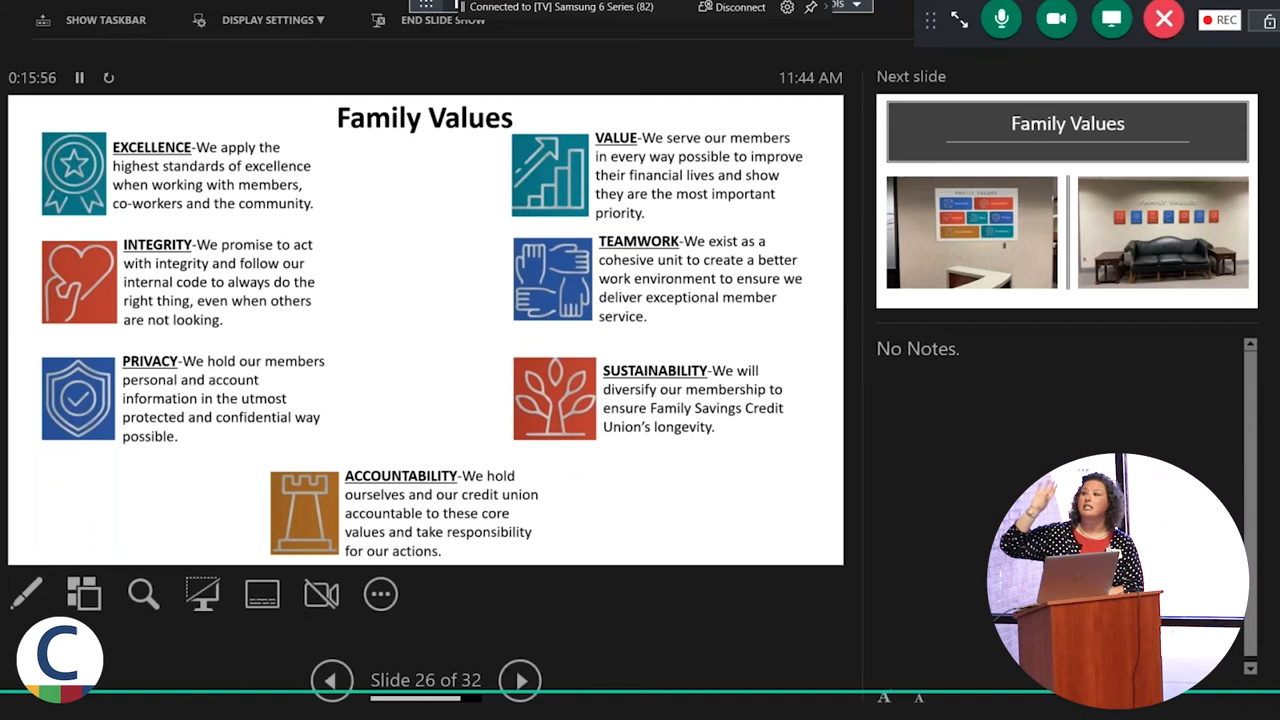 SHOW TASKBAR
DISPLAY SETTINGS ▼
END SLIDE SHOW
Connected to [TV] Samsung 6 Series (82)
Disconnect
REC
0:15:56
11:44 AM
Next slide
Family Values
EXCELLENCE-We apply the
highest standards of excellence
when working with members,
co-workers and the community.
INTEGRITY-We promise to act
with integrity and follow our
internal code to always do the
right thing, even when others
are not looking.
PRIVACY-We hold our members
personal and account
information in the utmost
protected and confidential way
possible.
VALUE-We serve our members
in every way possible to improve
their financial lives and show
they are the most important
priority.
TEAMWORK-We exist as a
cohesive unit to create a better
work environment to ensure we
deliver exceptional member
service.
SUSTAINABILITY-We will
diversify our membership to
ensure Family Savings Credit
Union's longevity.
ACCOUNTABILITY-We hold
ourselves and our credit union
accountable to these core
values and take responsibility
for our actions.
Family Values
FAMILY VALUES
FAMILY VALUES
No Notes.
C
Slide 26 of 32
A A